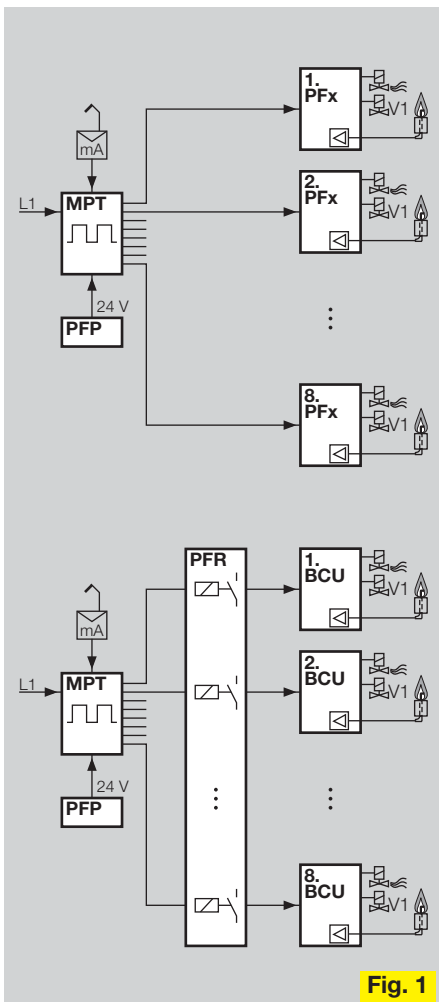 1.
PFx
V1
mA
L1
MPT
2.
PFx
V1
24 V
PFP
8.
PFx
V1
PFR
1.
BCU
V1
mA
L1
MPT
2.
BCU
V1
24 V
PFP
8.
BCU
V1
Fig. 1